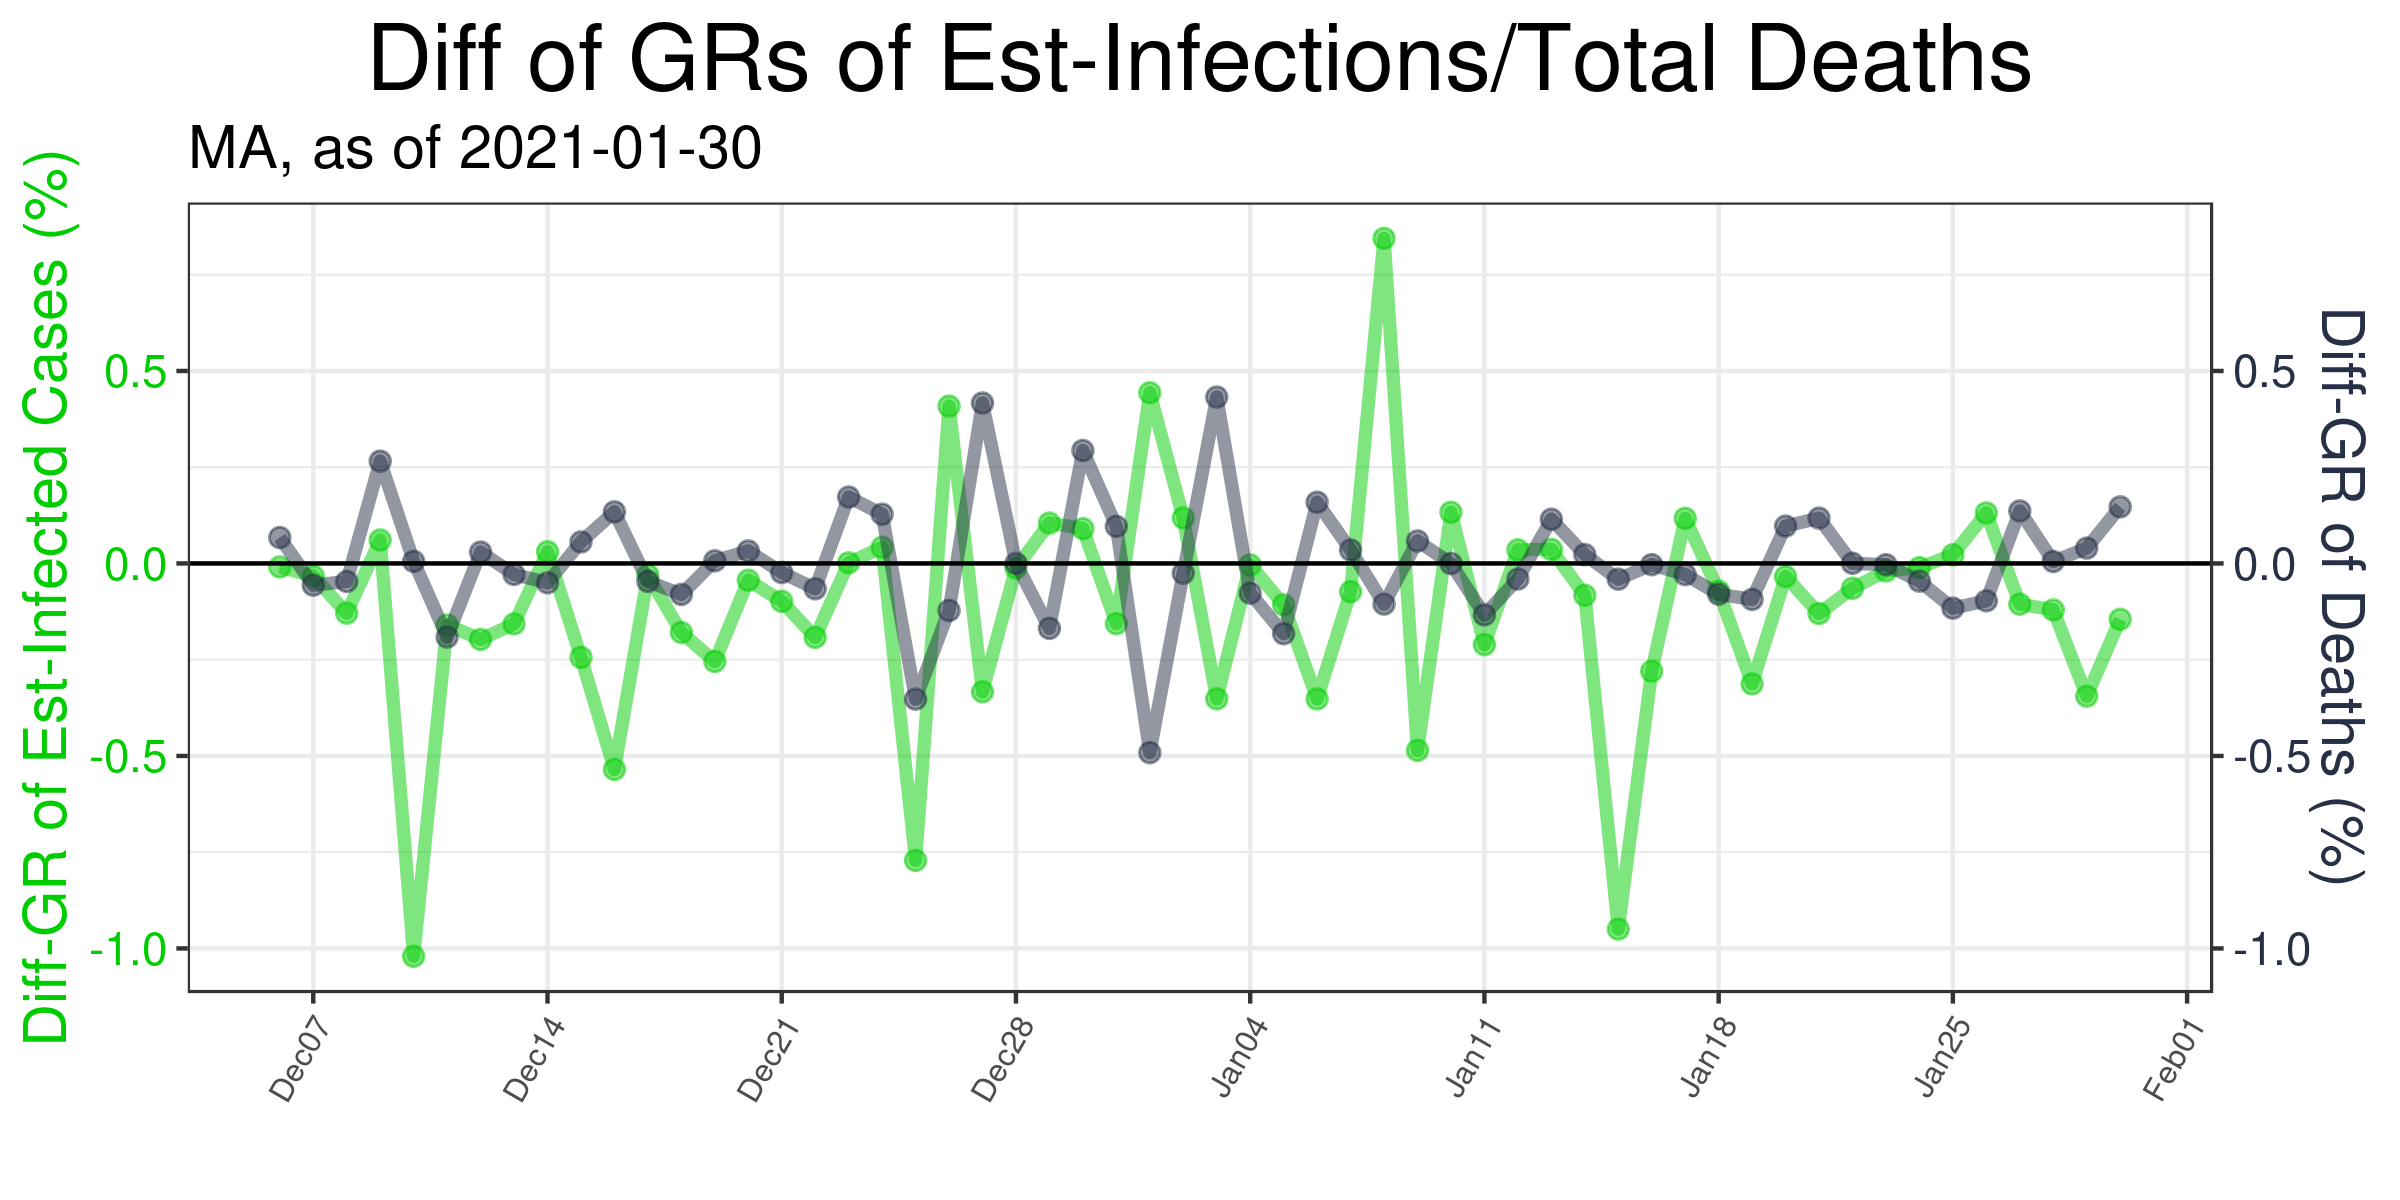 Diff of GRs of Est-Infections/Total Deaths
MA, as of 2021-01-30
Diff-GR of Est-Infected Cases (%)
0.5
0.0
-0.5
-1.0
0.5
0.0
-0.5
-1.0
Diff-GR of Deaths (%)
Dec07
Dec14
Dec21
Dec28
Jan04
Jan11
Jan18
Jan25
Feb01